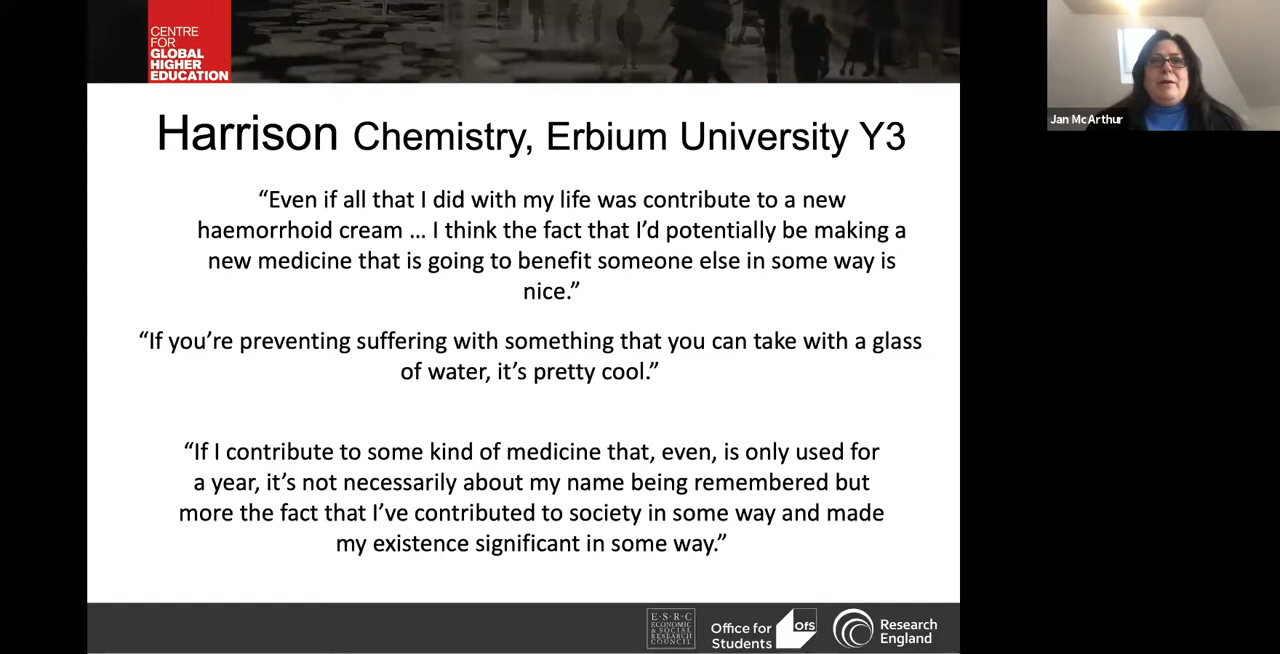 CENTRE
FOR
GLOBAL
HIGHER
EDUCATION
Jan McArthur
Harrison Chemistry, Erbium University Y3
“Even if all that I did with my life was contribute to a new
haemorrhoid cream ... I think the fact that I’d potentially be making a
new medicine that is going to benefit someone else in some way is
nice.”
“If you’re preventing suffering with something that you can take with a glass
of water, it’s pretty cool.”
“If I contribute to some kind of medicine that, even, is only used for
a year, it’s not necessarily about my name being remembered but
more the fact that I’ve contributed to society in some way and made
my existence significant in some way.”
E·S·R·C
ECONOMIC
& SOCIAL
RESEARCH
COUNCIL
Office for
Students
OfS
Research
England